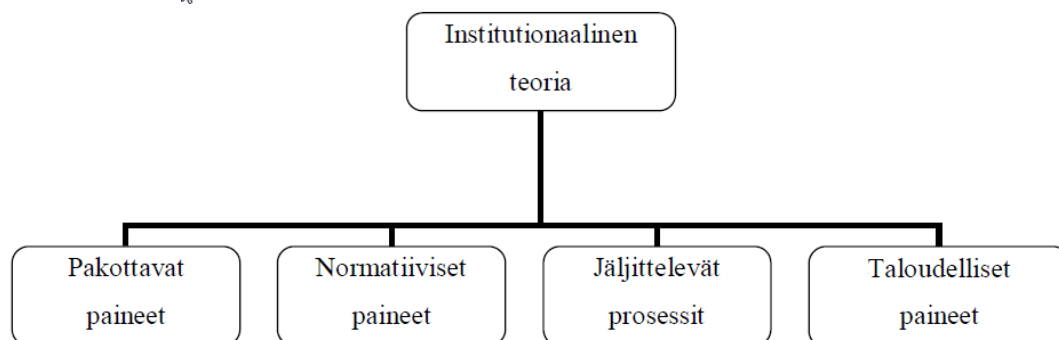 Institutionaalinen
teoria
Pakottavat
paineet
Normatiiviset
paineet
Jäljittelevät
prosessit
Taloudelliset
paineet